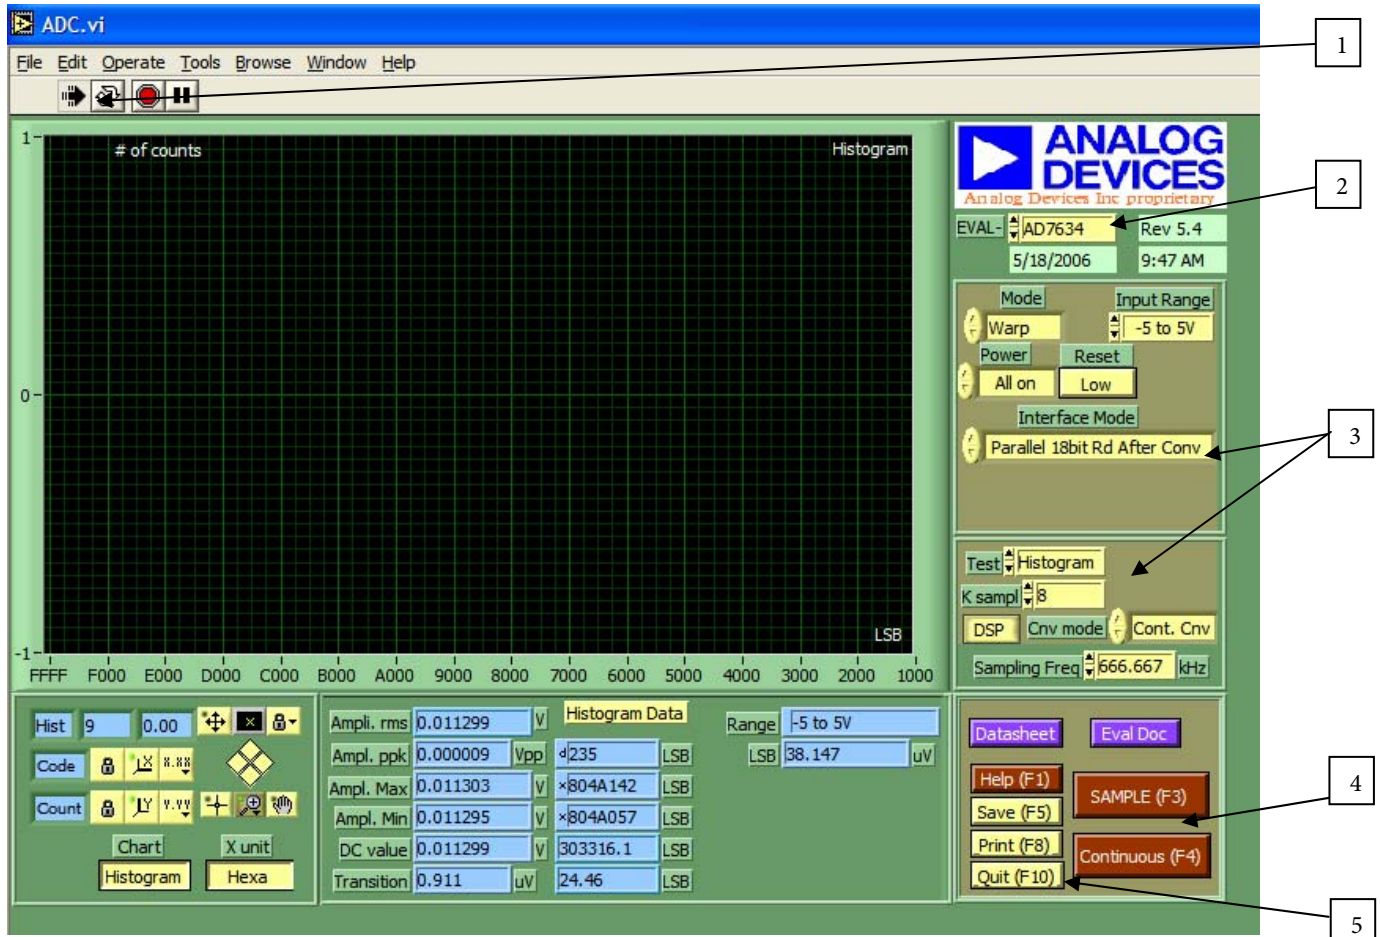 ADC.vi
File Edit Operate Tools Browse Window Help
1
# of counts
Histogram
1
0
-1
LSB
FFFF F000 E000 D000 C000 B000 A000 9000 8000 7000 6000 5000 4000 3000 2000 1000
ANALOG
DEVICES
Analog Devices Inc proprietary
2
EVAL- AD7634 Rev 5.4
5/18/2006 9:47 AM
Mode Input Range
Warp -5 to 5V
Power Reset
All on Low
Interface Mode
Parallel 18bit Rd After Conv
3
Test Histogram
K sampl 8
DSP Cnv mode Cont. Cnv
Sampling Freq 666.667 kHz
Hist 9 0.00
Code X X.XX
Count Y Y.YY
Chart X unit
Histogram Hexa
Histogram Data
Ampli. rms 0.011299 V
Ampl. ppk 0.000009 Vpp d 235 LSB
Ampl. Max 0.011303 V x 804A142 LSB
Ampl. Min 0.011295 V x 804A057 LSB
DC value 0.011299 V 303316.1 LSB
Transition 0.911 uV 24.46 LSB
Range -5 to 5V
LSB 38.147 uV
Datasheet Eval Doc
Help (F1)
Save (F5)
Print (F8)
Quit (F10)
SAMPLE (F3)
Continuous (F4)
4
5